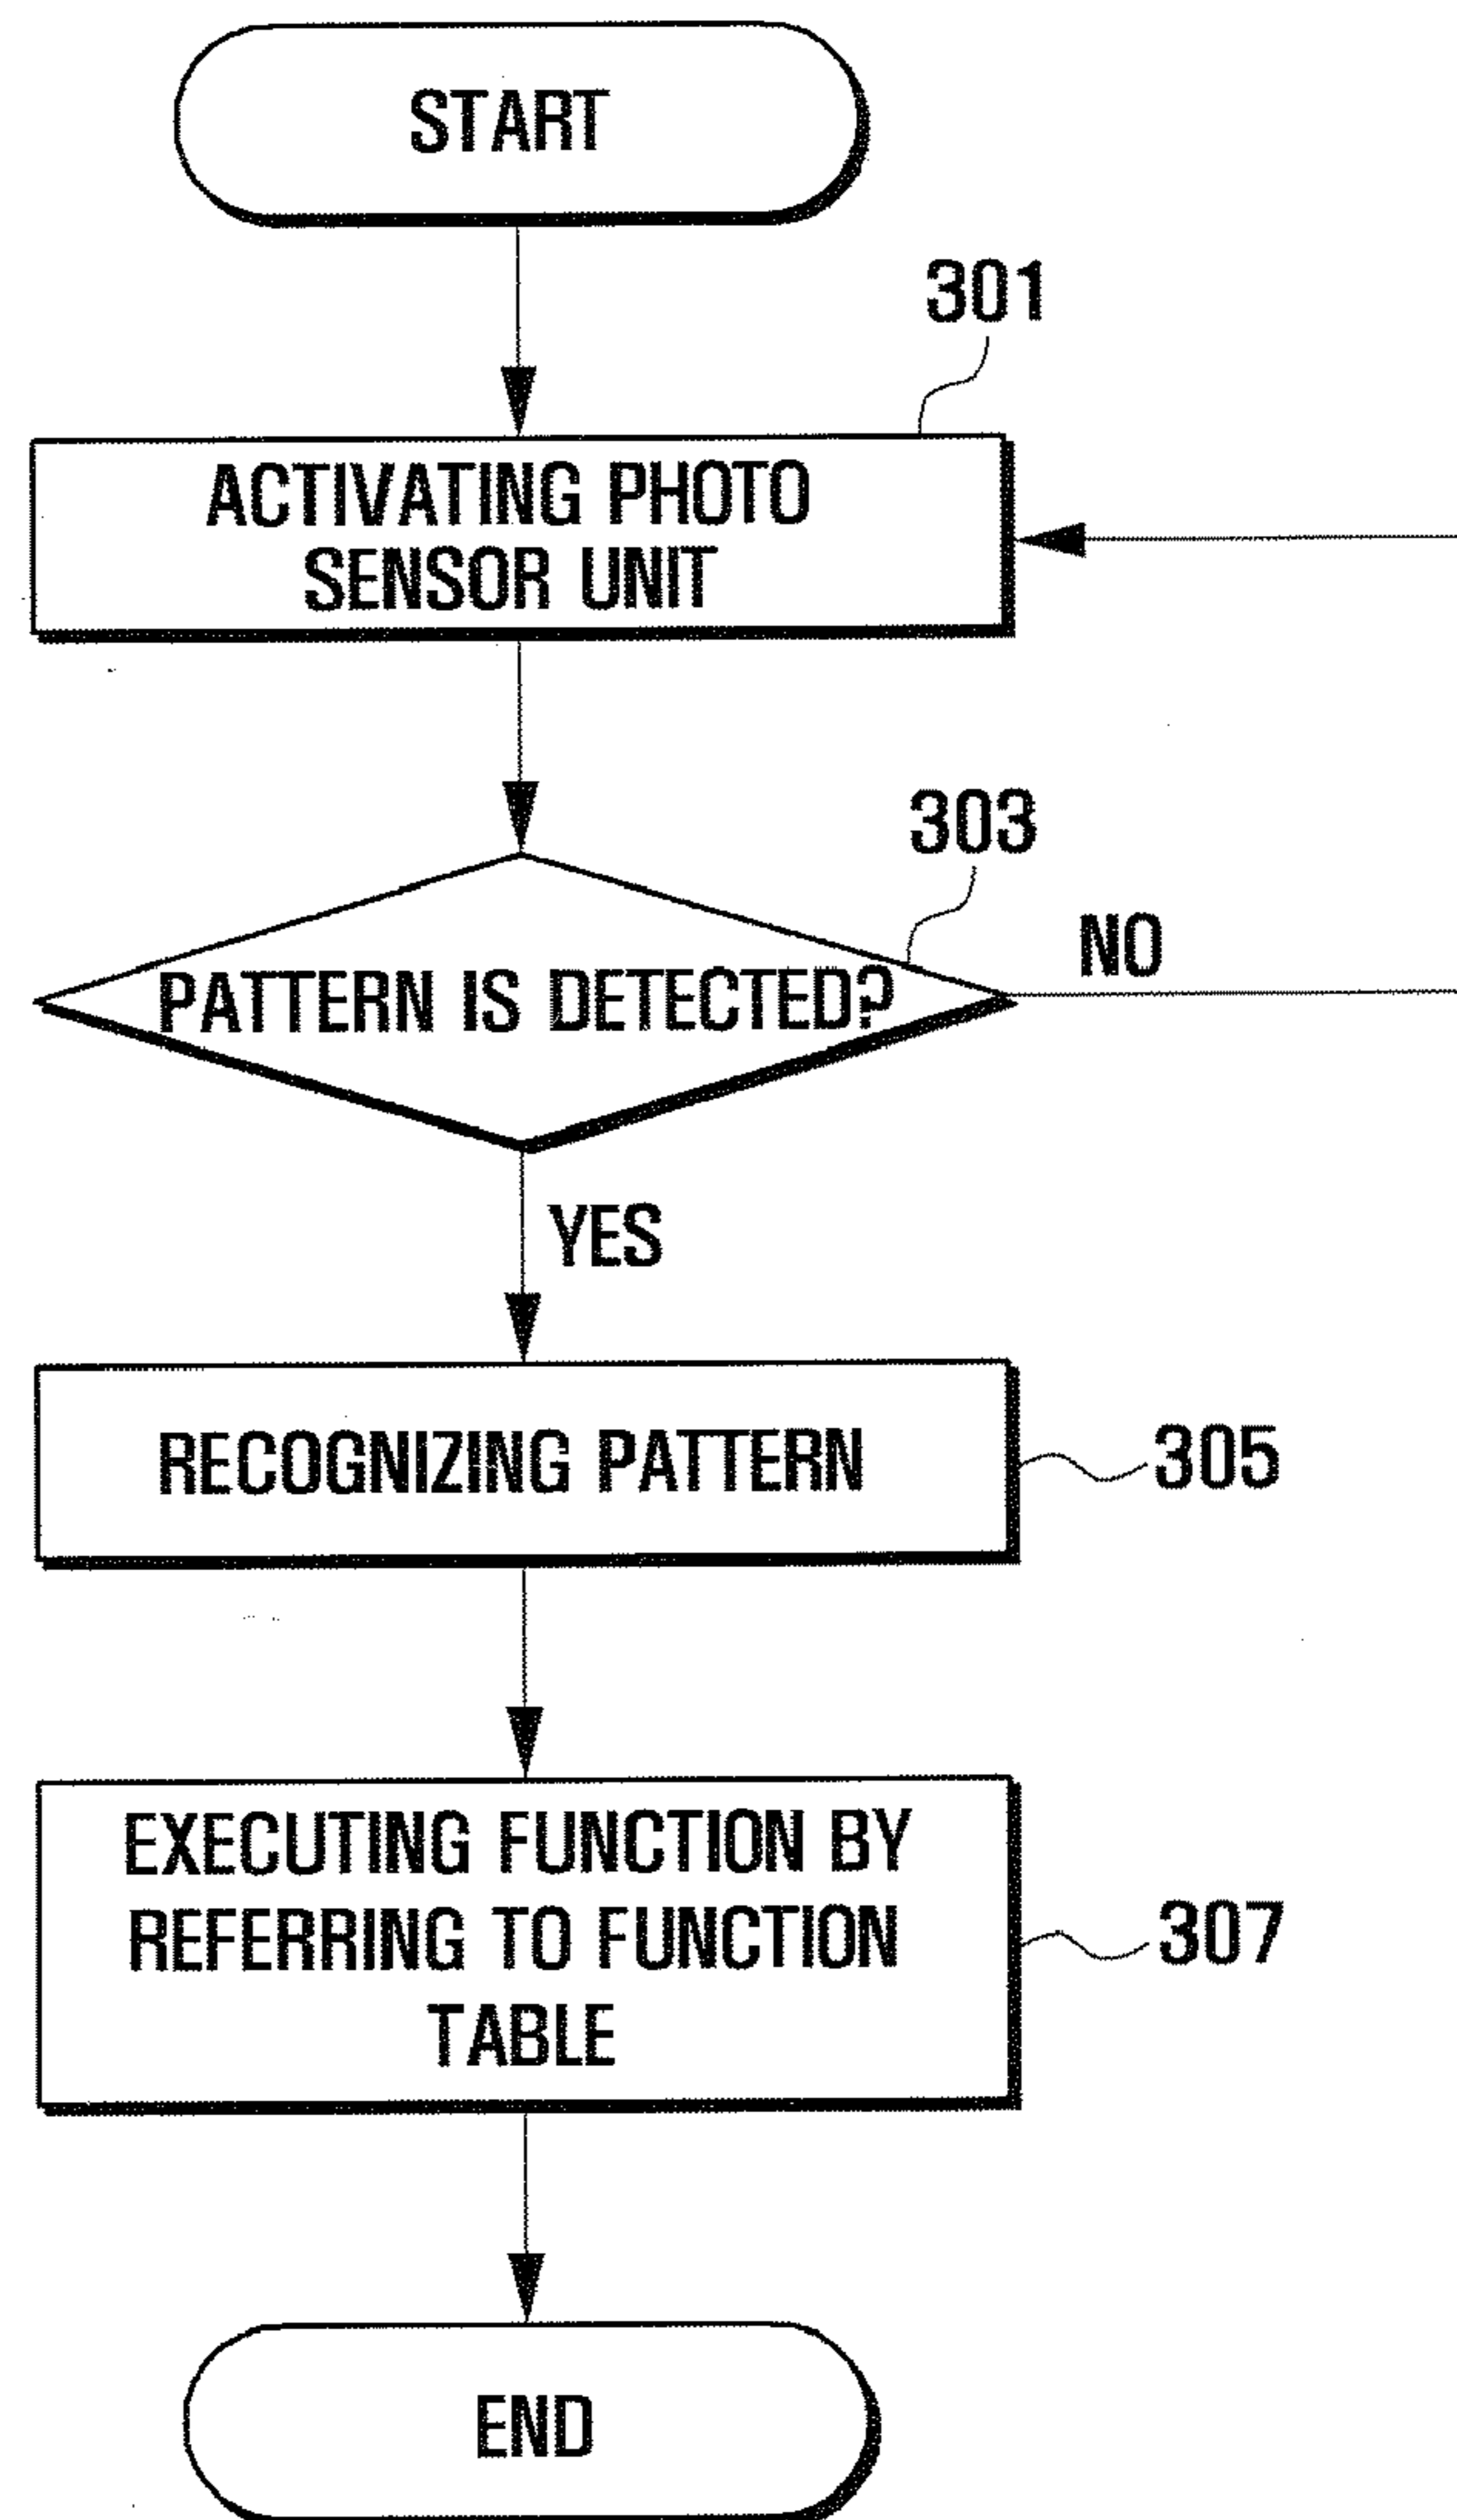 START
301
ACTIVATING PHOTO
SENSOR UNIT
303
NO
PATTERN IS DETECTED?
YES
RECOGNIZING PATTERN
305
EXECUTING FUNCTION BY
REFERRING TO FUNCTION
TABLE
307
END